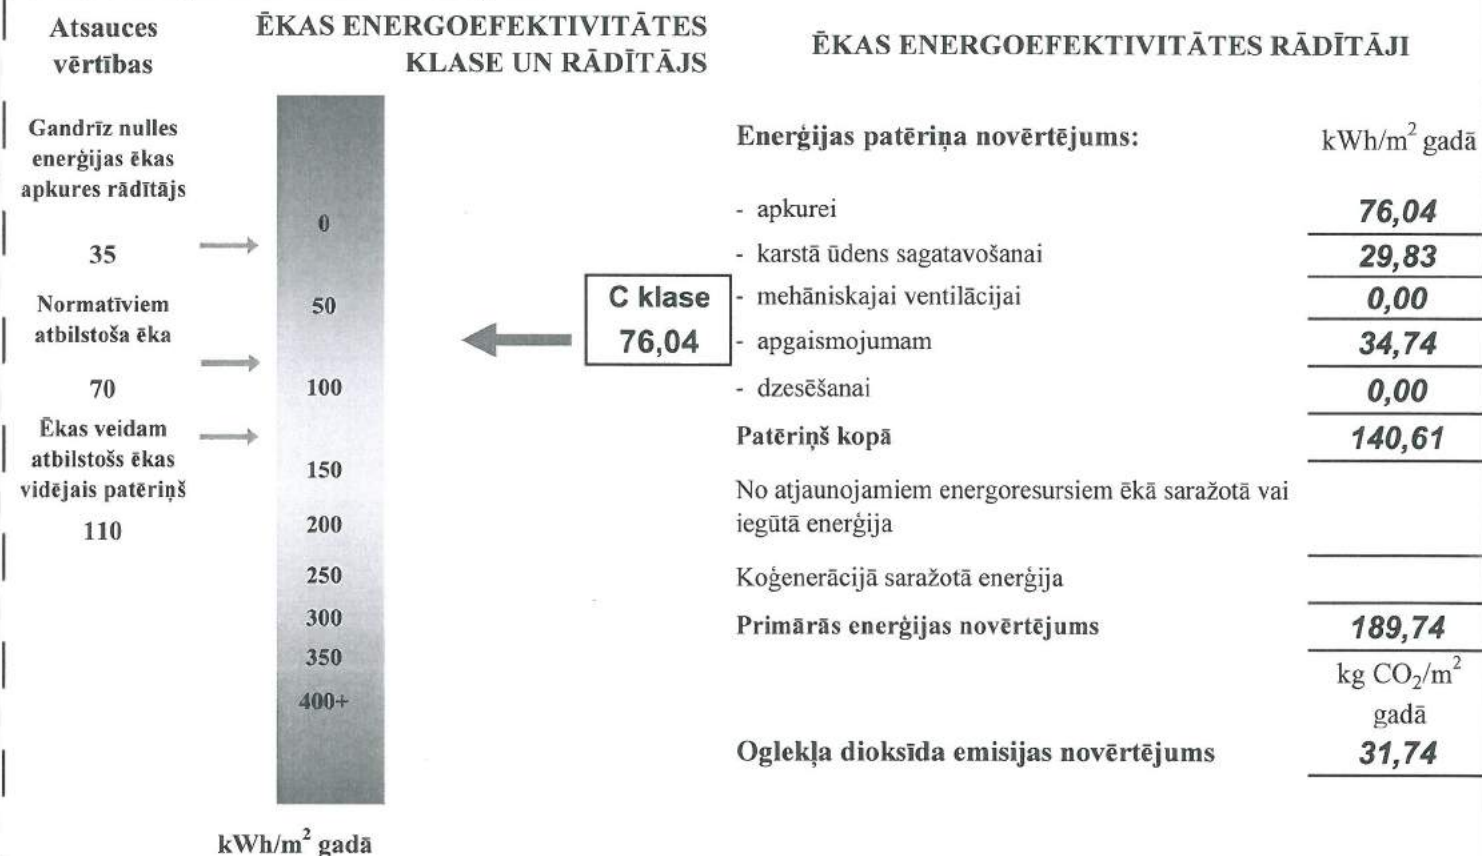 Atsauces
vērtības
Gandrīz nulles
enerģijas ēkas
apkures rādītājs
35
Normatīviem
atbilstoša ēka
70
Ēkas veidam
atbilstošs ēkas
vidējais patēriņš
110
ĒKAS ENERGOEFEKTIVITĀTES
KLASE UN RĀDĪTĀJS
0
50
100
150
200
250
300
350
400+
kWh/m² gadā
C klase
76,04
ĒKAS ENERGOEFEKTIVITĀTES RĀDĪTĀJI
Enerģijas patēriņa novērtējums: kWh/m² gadā
- apkurei 76,04
- karstā ūdens sagatavošanai 29,83
- mehāniskajai ventilācijai 0,00
- apgaismojumam 34,74
- dzesēšanai 0,00
Patēriņš kopā 140,61
No atjaunojamiem energoresursiem ēkā saražotā vai
iegūtā enerģija
Koģenerācijā saražotā enerģija
Primārās enerģijas novērtējums 189,74
kg CO₂/m²
gadā
Oglekļa dioksīda emisijas novērtējums 31,74